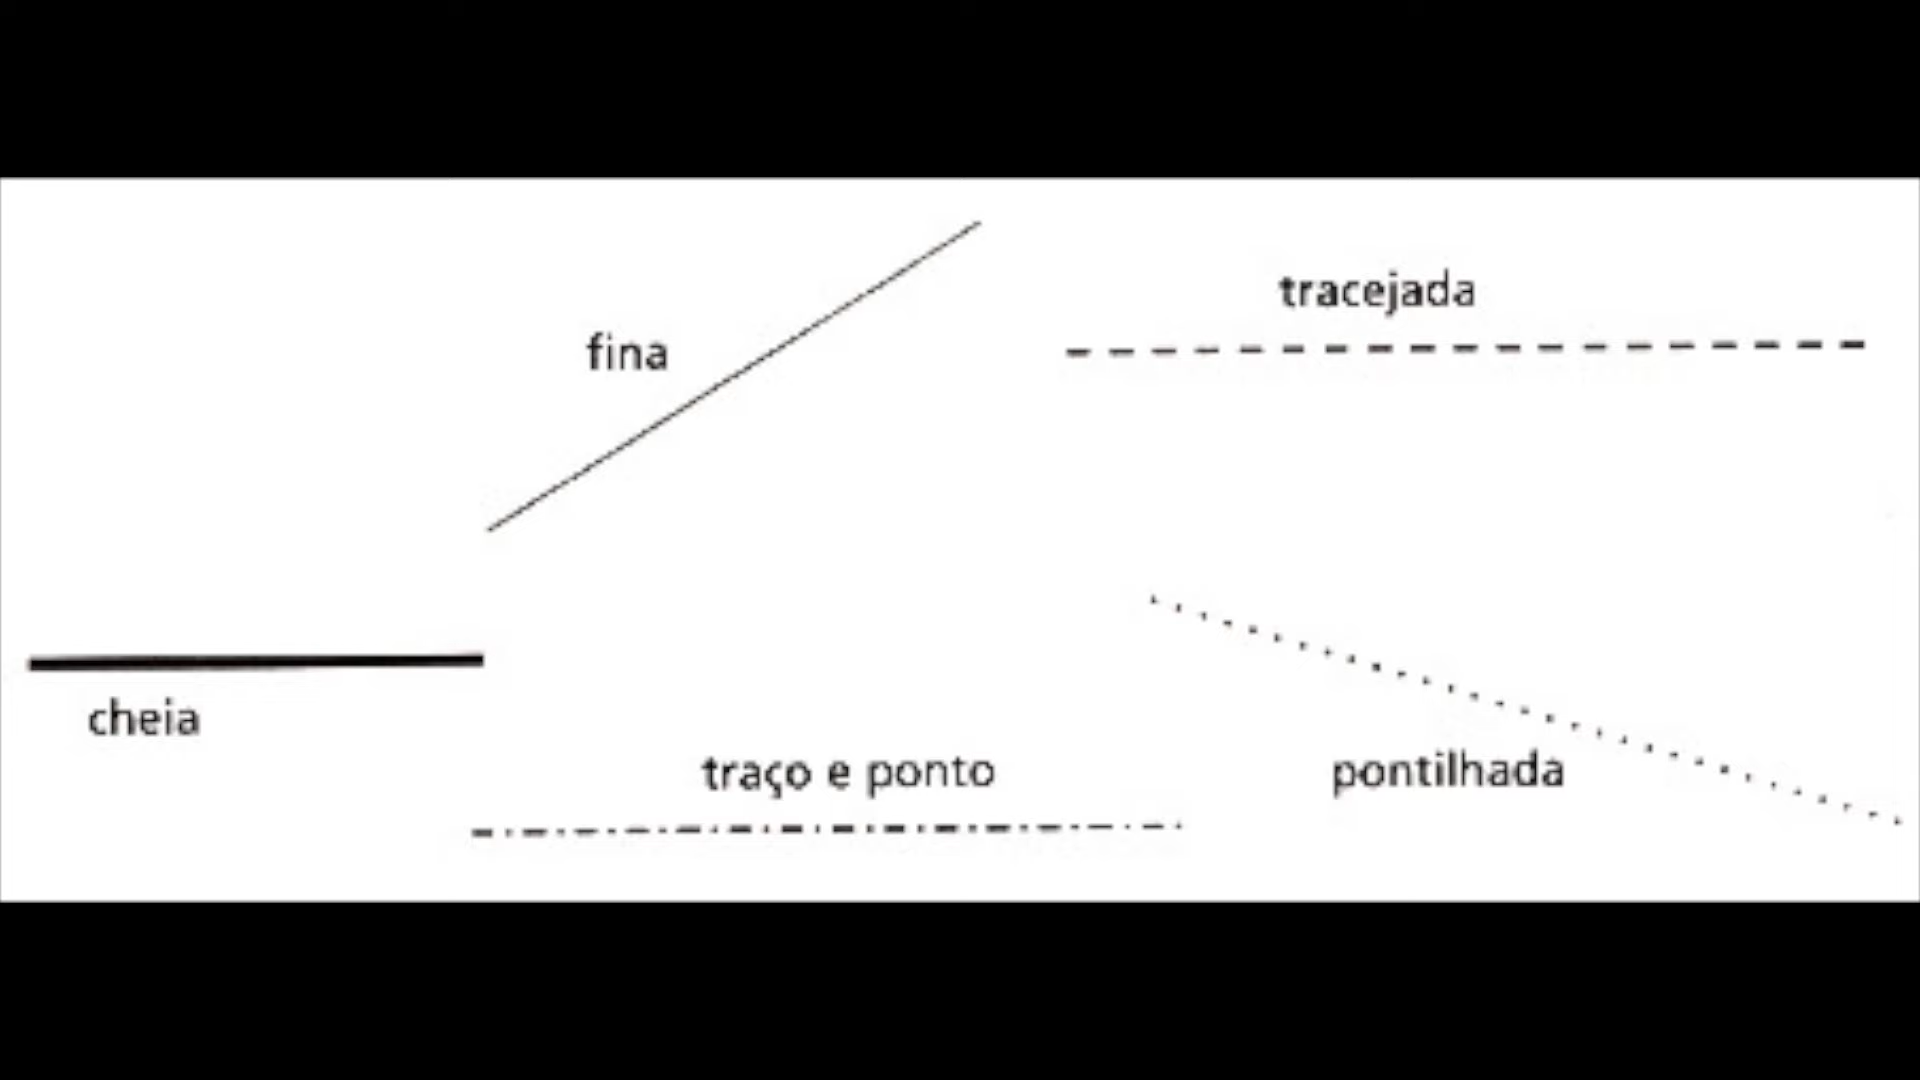 tracejada
fina
cheia
traço e ponto
pontilhada